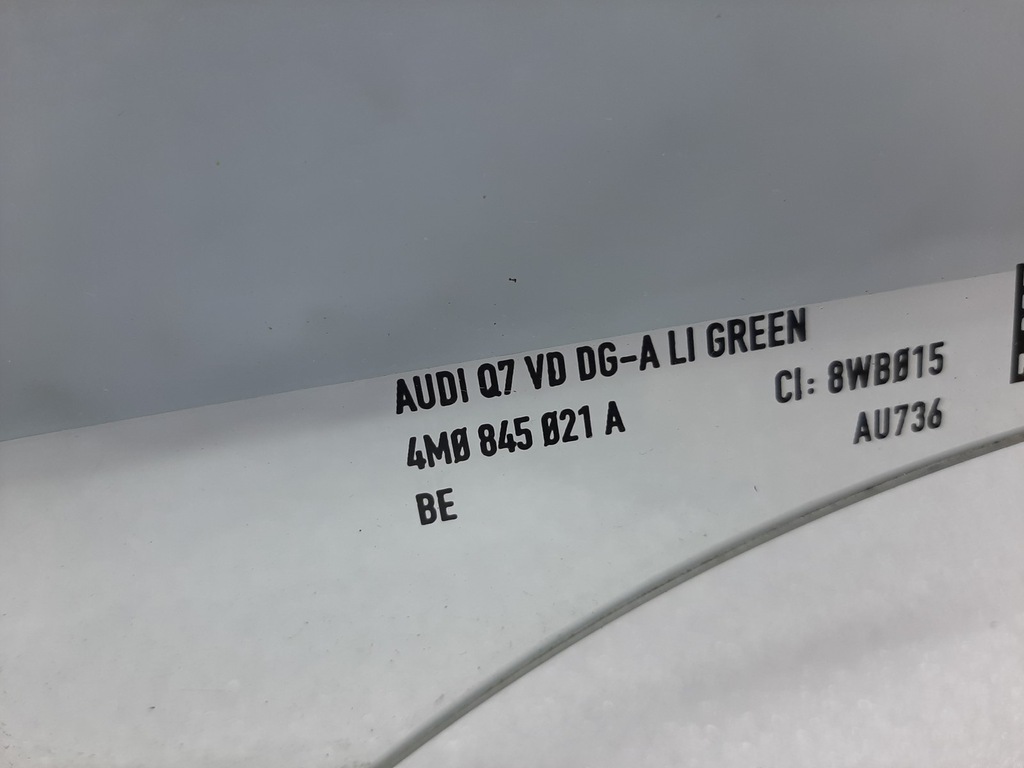 AUDI Q7 VD DG-A LI GREEN
4M0 845 021 A
BE
CI: 8WB015
AU736